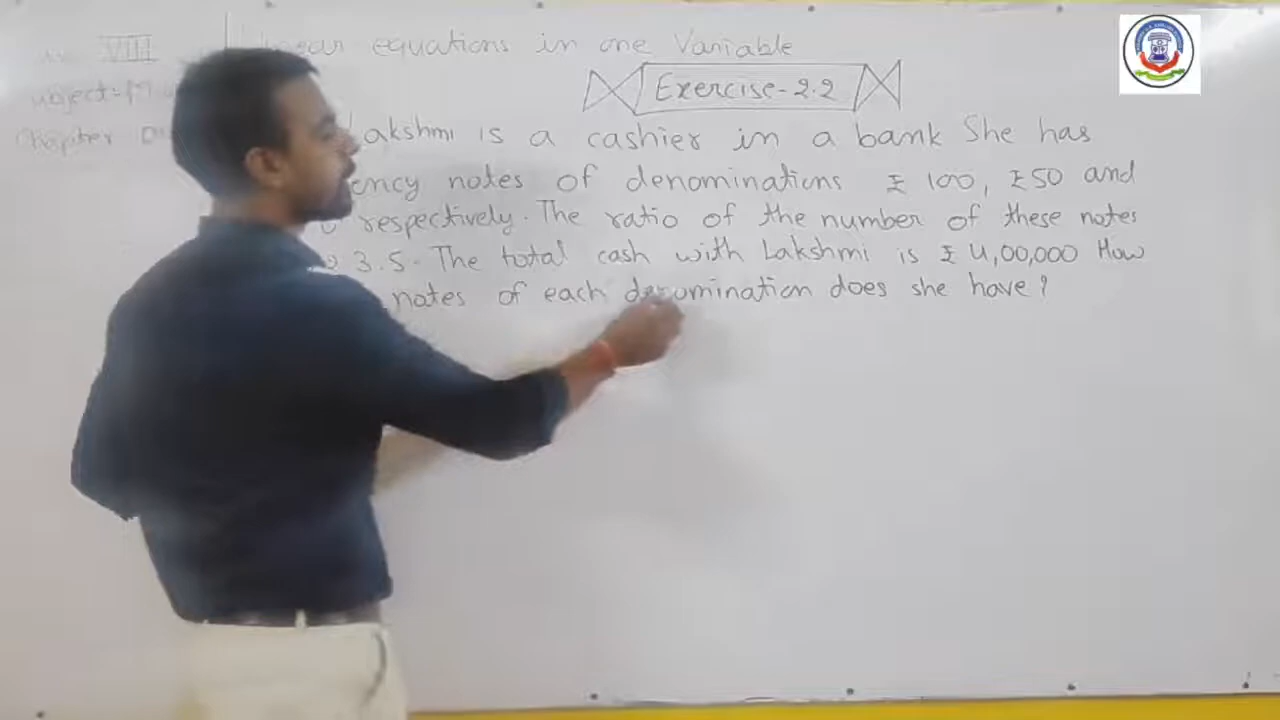 VIII equations in one Variable
Exercise-2.2
Lakshmi is a cashier in a bank She has
notes of denominations ₹ 100, ₹50 and
respectively. The ratio of the number of these notes
3.5. The total cash with Lakshmi is ₹ 4,00,000 How
notes of each denomination does she have?